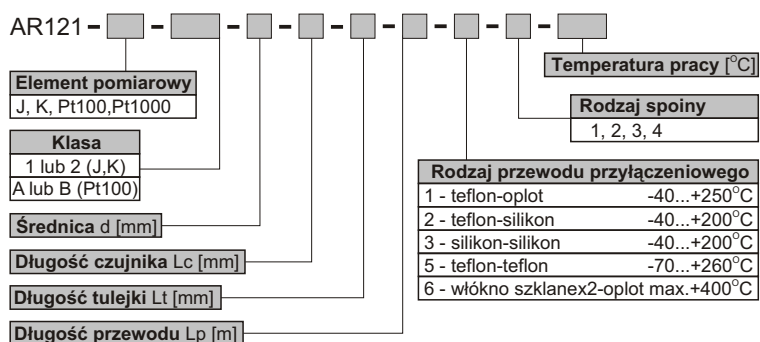 AR121 - - - - - - - - -
Element pomiarowy
J, K, Pt100,Pt1000
Klasa
1 lub 2 (J,K)
A lub B (Pt100)
Średnica d [mm]
Długość czujnika Lc [mm]
Długość tulejki Lt [mm]
Długość przewodu Lp [m]
Temperatura pracy [°C]
Rodzaj spoiny
1, 2, 3, 4
Rodzaj przewodu przyłączeniowego
1 - teflon-oplot -40...+250°C
2 - teflon-silikon -40...+200°C
3 - silikon-silikon -40...+200°C
5 - teflon-teflon -70...+260°C
6 - włókno szklanex2-oplot max.+400°C